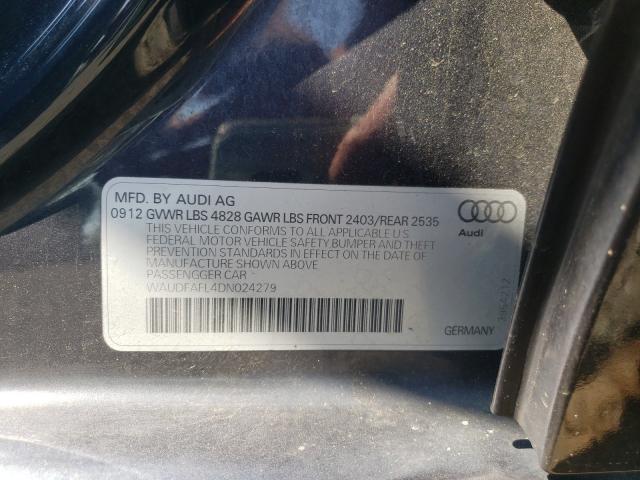 MFD. BY AUDI AG
0912 GVWR LBS 4828 GAWR LBS FRONT 2403/REAR 2535
THIS VEHICLE CONFORMS TO ALL APPLICABLE U.S.
FEDERAL MOTOR VEHICLE SAFETY, BUMPER AND THEFT
PREVENTION STANDARDS IN EFFECT ON THE DATE OF
MANUFACTURE SHOWN ABOVE
PASSENGGER CAR
WAUDFAFL4DN024279
Audi
GERMANY